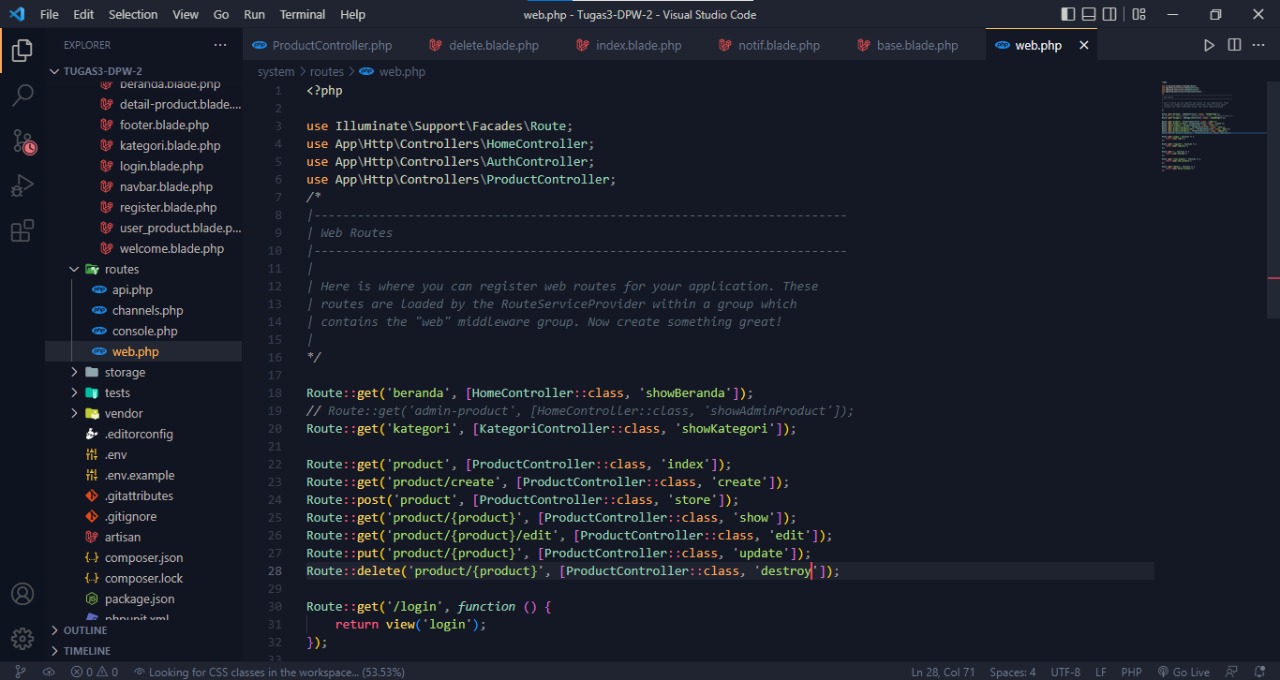 File Edit Selection View Go Run Terminal Help
web.php - Tugas3-DPW-2 - Visual Studio Code
EXPLORER
ProductController.php
delete.blade.php
index.blade.php
notif.blade.php
base.blade.php
web.php
TUGAS3-DPW-2
beranda.blade.php
detail-product.blade....
footer.blade.php
kategori.blade.php
login.blade.php
navbar.blade.php
register.blade.php
user_product.blade.p...
welcome.blade.php
routes
api.php
channels.php
console.php
web.php
storage
tests
vendor
.editorconfig
.env
.env.example
.gitattributes
.gitignore
artisan
composer.json
composer.lock
package.json
phpunit.xml
OUTLINE
TIMELINE
system > routes > web.php
1 <?php
2
3 use Illuminate\Support\Facades\Route;
4 use App\Http\Controllers\HomeController;
5 use App\Http\Controllers\AuthController;
6 use App\Http\Controllers\ProductController;
7 /*
8 |--------------------------------------------------------------------------
9 | Web Routes
10 |--------------------------------------------------------------------------
11 |
12 | Here is where you can register web routes for your application. These
13 | routes are loaded by the RouteServiceProvider within a group which
14 | contains the "web" middleware group. Now create something great!
15 |
16 */
17
18 Route::get('beranda', [HomeController::class, 'showBeranda']);
19 // Route::get('admin-product', [HomeController::class, 'showAdminProduct']);
20 Route::get('kategori', [KategoriController::class, 'showKategori']);
21
22 Route::get('product', [ProductController::class, 'index']);
23 Route::get('product/create', [ProductController::class, 'create']);
24 Route::post('product', [ProductController::class, 'store']);
25 Route::get('product/{product}', [ProductController::class, 'show']);
26 Route::get('product/{product}/edit', [ProductController::class, 'edit']);
27 Route::put('product/{product}', [ProductController::class, 'update']);
28 Route::delete('product/{product}', [ProductController::class, 'destroy']);
29
30 Route::get('/login', function () {
31 return view('login');
32 });
33
0 0 Looking for CSS classes in the workspace... (53.53%)
Ln 28, Col 71 Spaces: 4 UTF-8 LF PHP Go Live